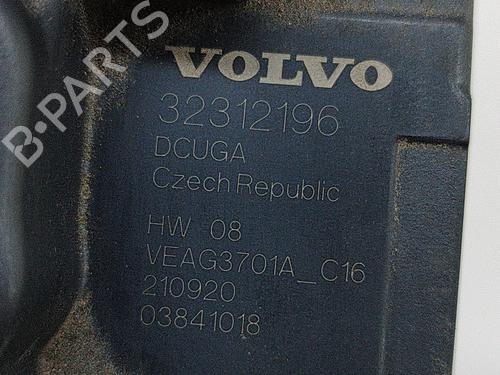 B-PARTS
VOLVO
32312196
DCUGA
Czech Republic
HW 08
VEAG3701A_C16
210920
03841018